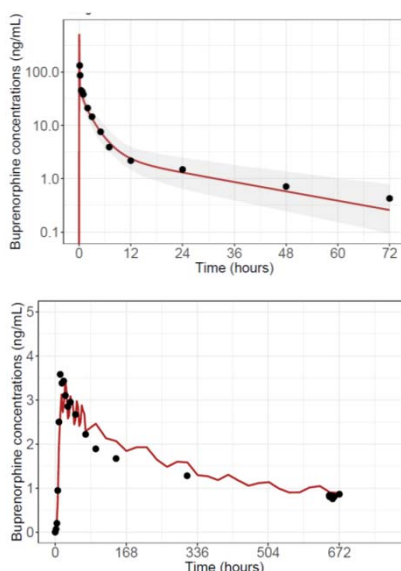 Buprenorphine concentrations (ng/mL)
100.0
10.0
1.0
0.1
0 12 24 36 48 60 72
Time (hours)
Buprenorphine concentrations (ng/mL)
5
4
3
2
1
0
0 168 336 504 672
Time (hours)